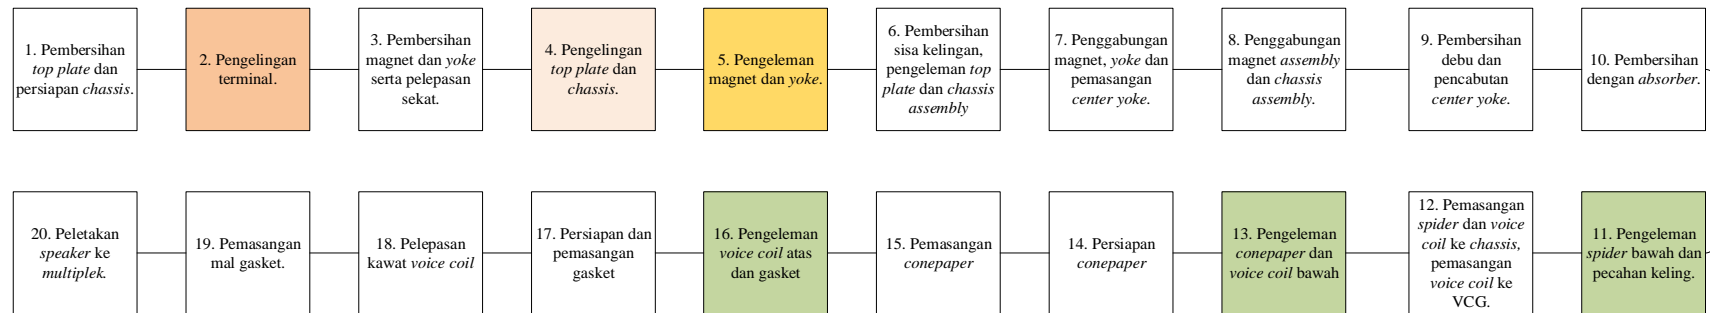 1. Pembersihan
top plate dan
persiapan chassis.
2. Pengelingan
terminal.
3. Pembersihan
magnet dan yoke
serta pelepasan
sekat.
4. Pengelingan
top plate dan
chassis.
5. Pengeleman
magnet dan yoke.
6. Pembersihan
sisa kelingan,
pengeleman top
plate dan chassis
assembly
7. Penggabungan
magnet, yoke dan
pemasangan
center yoke.
8. Penggabungan
magnet assembly
dan chassis
assembly.
9. Pembersihan
debu dan
pencabutan
center yoke.
10. Pembersihan
dengan absorber.
20. Peletakan
speaker ke
multiplek.
19. Pemasangan
mal gasket.
18. Pelepasan
kawat voice coil
17. Persiapan dan
pemasangan
gasket
16. Pengeleman
voice coil atas
dan gasket
15. Pemasangan
conepaper
14. Persiapan
conepaper
13. Pengeleman
conepaper dan
voice coil bawah
12. Pemasangan
spider dan voice
coil ke chassis,
pemasangan
voice coil ke
VCG.
11. Pengeleman
spider bawah dan
pecahan keling.